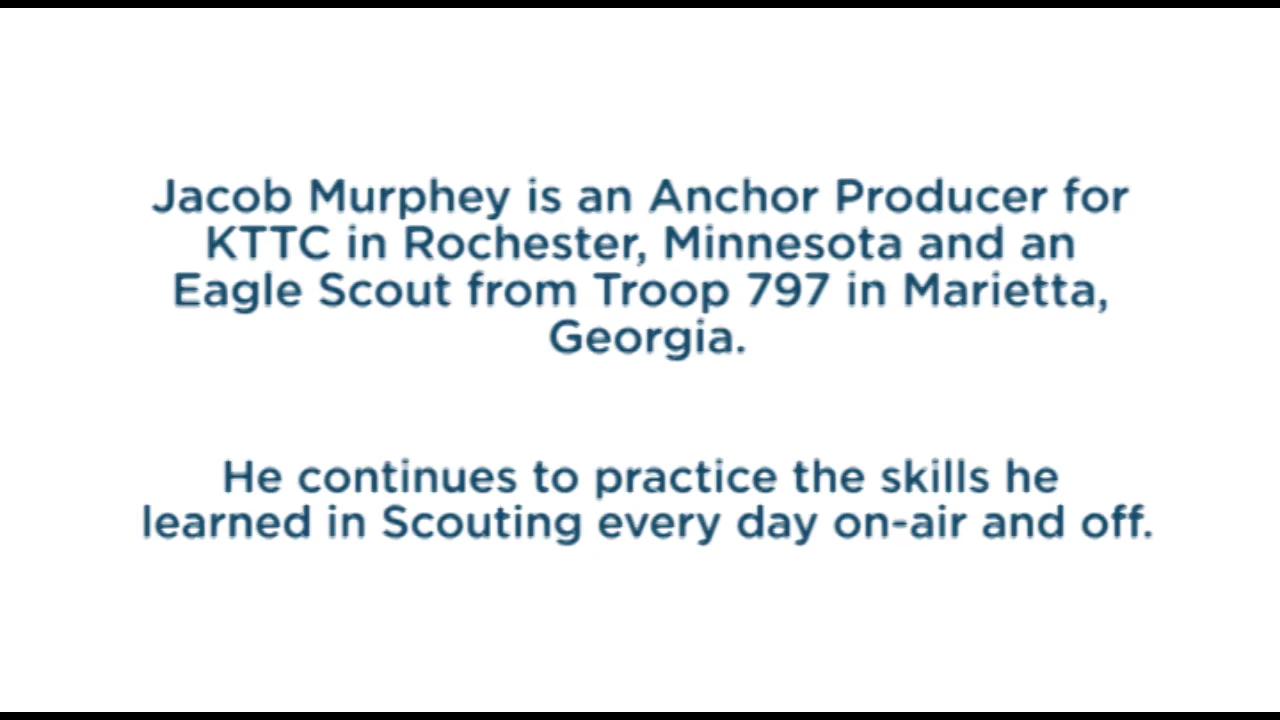 Jacob Murphey is an Anchor Producer for
KTTC in Rochester, Minnesota and an
Eagle Scout from Troop 797 in Marietta,
Georgia.
He continues to practice the skills he
learned in Scouting every day on-air and off.